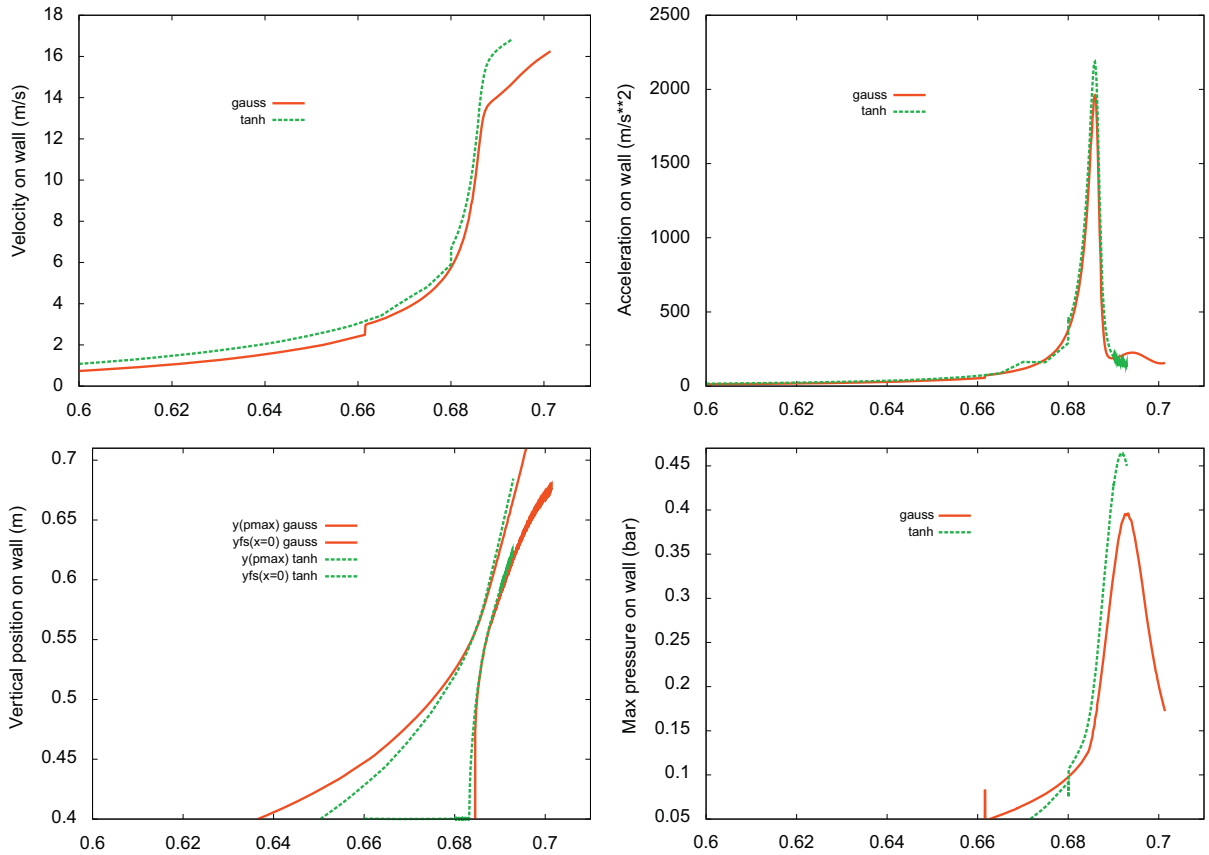 Velocity on wall (m/s)
18
16
14
12
10
8
6
4
2
0
gauss
tanh
0.6 0.62 0.64 0.66 0.68 0.7
Acceleration on wall (m/s**2)
2500
2000
1500
1000
500
0
gauss
tanh
0.6 0.62 0.64 0.66 0.68 0.7
Vertical position on wall (m)
0.7
0.65
0.6
0.55
0.5
0.45
0.4
y(pmax) gauss
yfs(x=0) gauss
y(pmax) tanh
yfs(x=0) tanh
0.6 0.62 0.64 0.66 0.68 0.7
Max pressure on wall (bar)
0.45
0.4
0.35
0.3
0.25
0.2
0.15
0.1
0.05
gauss
tanh
0.6 0.62 0.64 0.66 0.68 0.7